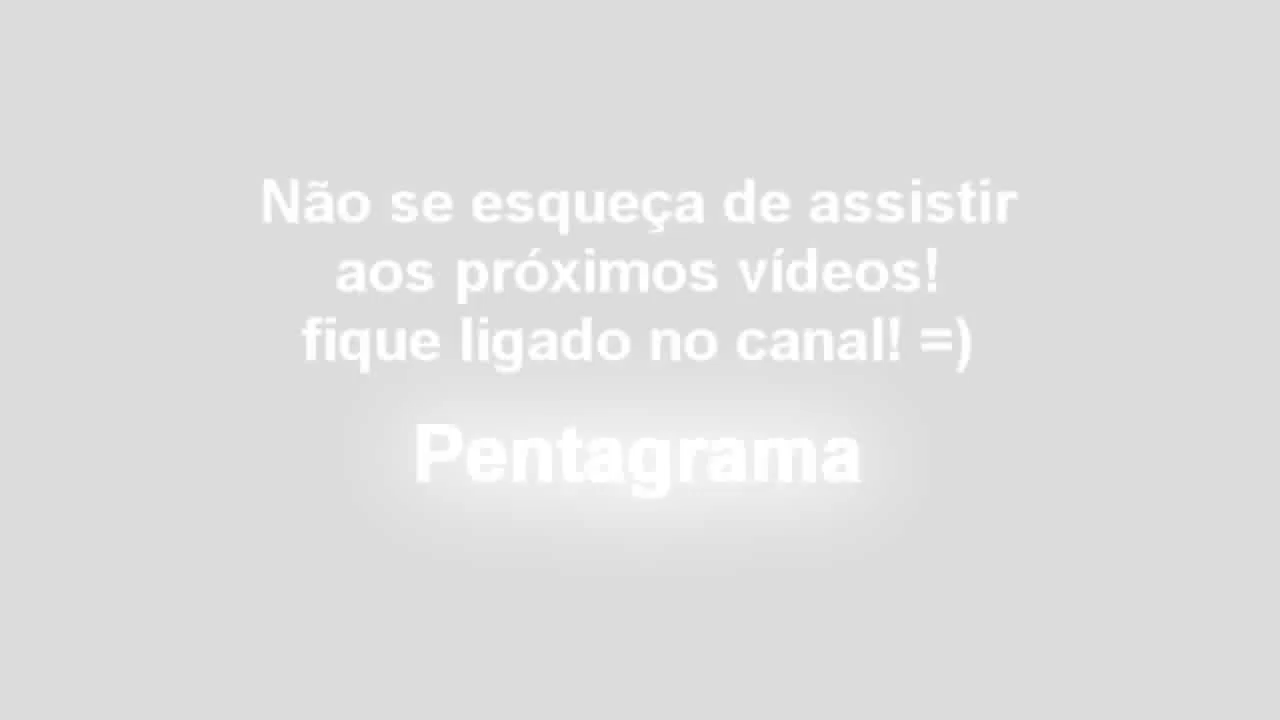 Não se esqueça de assistir
aos próximos vídeos!
fique ligado no canal! =)
Pentagrama